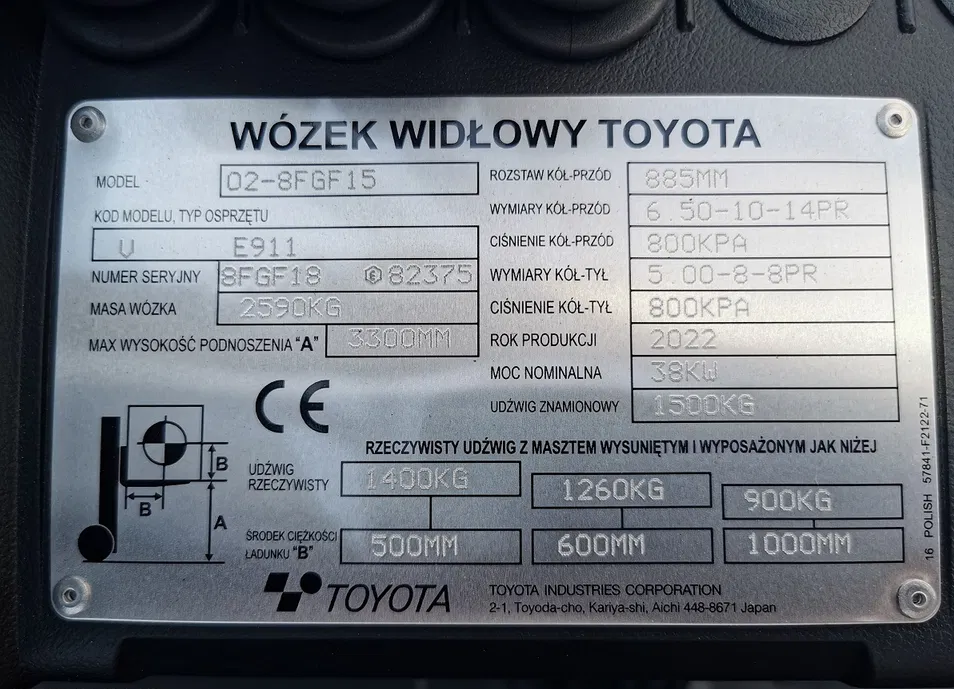 WÓZEK WIDŁOWY TOYOTA
MODEL 02-8FGF15
KOD MODELU, TYP OSPRZĘTU
V E911
NUMER SERYJNY 8FGF18 E 82375
MASA WÓZKA 2590KG
MAX WYSOKOŚĆ PODNOSZENIA "A" 3300MM
ROZSTAW KÓŁ-PRZÓD 885MM
WYMIARY KÓŁ-PRZÓD 6.50-10-14PR
CIŚNIENIE KÓŁ-PRZÓD 800KPA
WYMIARY KÓŁ-TYŁ 5.00-8-8PR
CIŚNIENIE KÓŁ-TYŁ 800KPA
ROK PRODUKCJI 2022
MOC NOMINALNA 38KW
UDŹWIG ZNAMIONOWY 1500KG
CE
B
B
A
RZECZYWISTY UDŹWIG Z MASZTEM WYSUNIĘTYM I WYPOSAŻONYM JAK NIŻEJ
UDŹWIG
RZECZYWISTY 1400KG 1260KG 900KG
ŚRODEK CIĘŻKOŚCI
ŁADUNKU "B" 500MM 600MM 1000MM
TOYOTA
TOYOTA INDUSTRIES CORPORATION
2-1, Toyoda-cho, Kariya-shi, Aichi 448-8671 Japan
16 POLISH 57841-F2122-71